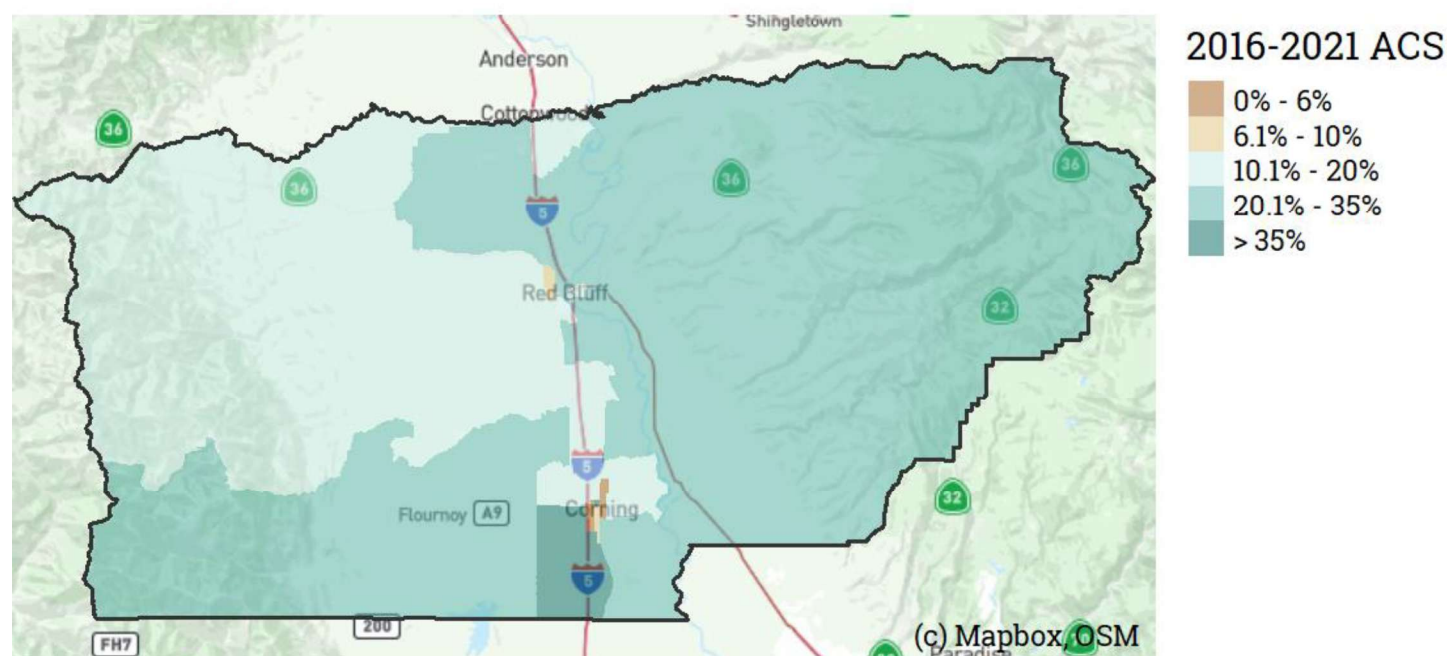 Shingletown
2016-2021 ACS
Anderson
0% - 6%
6.1% - 10%
Cottonwood
36
10.1% - 20%
36
36
36
20.1% - 35%
5
> 35%
Red Bluff
32
5
32
Flournoy A9
Corning
5
200
FH7
(c) Mapbox, OSM
Paradise